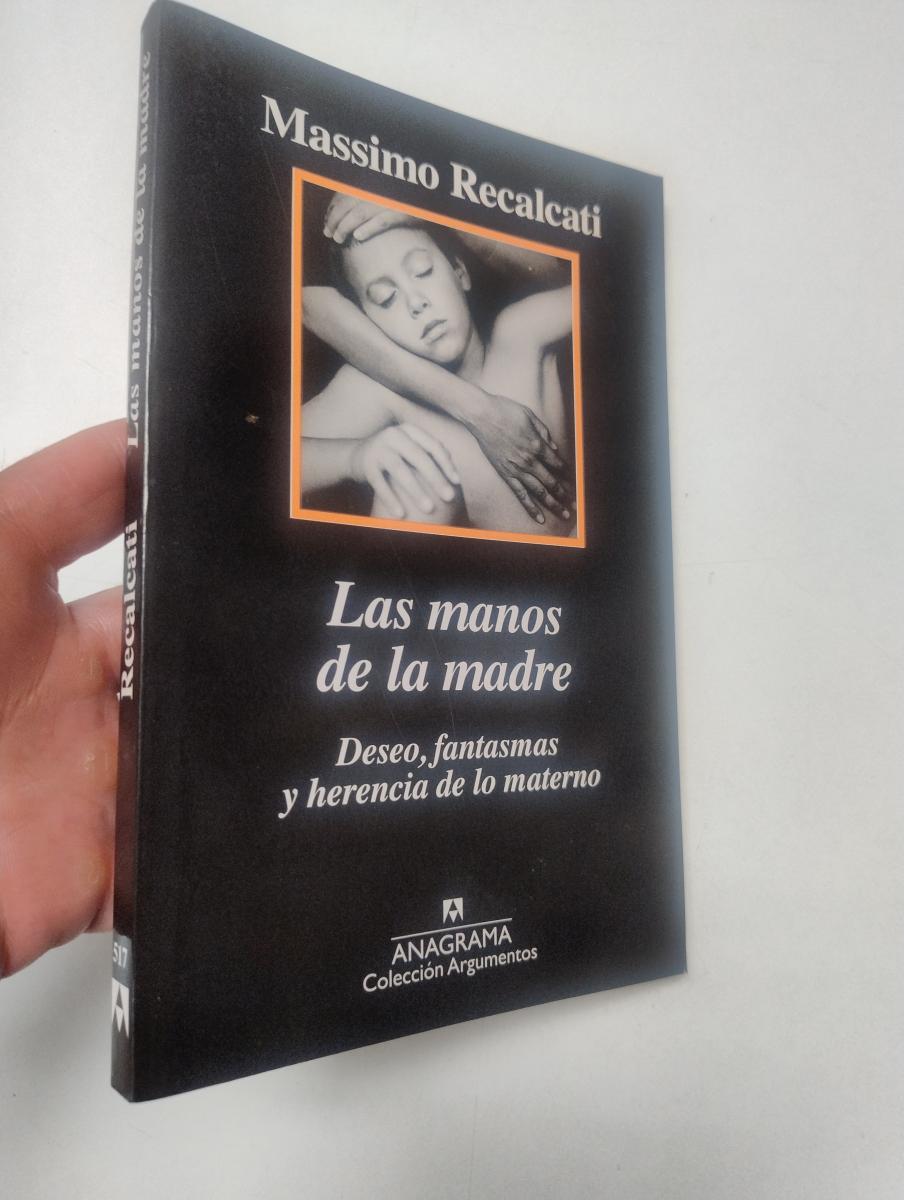 Massimo Recalcati
Las manos
de la madre
Deseo, fantasmas
y herencia de lo materno
ANAGRAMA
Colección Argumentos
Recalcati Las manos de la madre
517